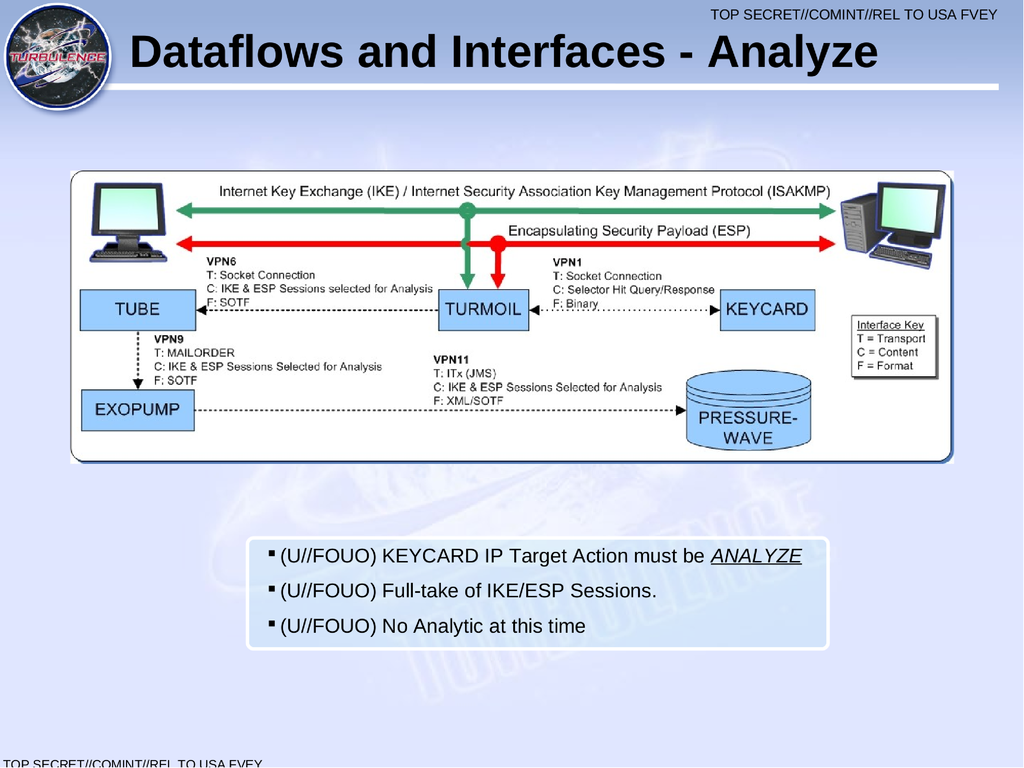 TOP SECRET//COMINT//REL TO USA FVEY
TURBULENCE
Dataflows and Interfaces - Analyze
Internet Key Exchange (IKE) / Internet Security Association Key Management Protocol (ISAKMP)
Encapsulating Security Payload (ESP)
VPN6
T: Socket Connection
C: IKE & ESP Sessions selected for Analysis
F: SOTF
VPN1
T: Socket Connection
C: Selector Hit Query/Response
F: Binary
TUBE
TURMOIL
KEYCARD
Interface Key
T = Transport
C = Content
F = Format
VPN9
T: MAILORDER
C: IKE & ESP Sessions Selected for Analysis
F: SOTF
VPN11
T: ITx (JMS)
C: IKE & ESP Sessions Selected for Analysis
F: XML/SOTF
EXOPUMP
PRESSURE-
WAVE
▪ (U//FOUO) KEYCARD IP Target Action must be ANALYZE
▪ (U//FOUO) Full-take of IKE/ESP Sessions.
▪ (U//FOUO) No Analytic at this time
TURBULENCE
TOP SECRET//COMINT//REL TO USA FVEY